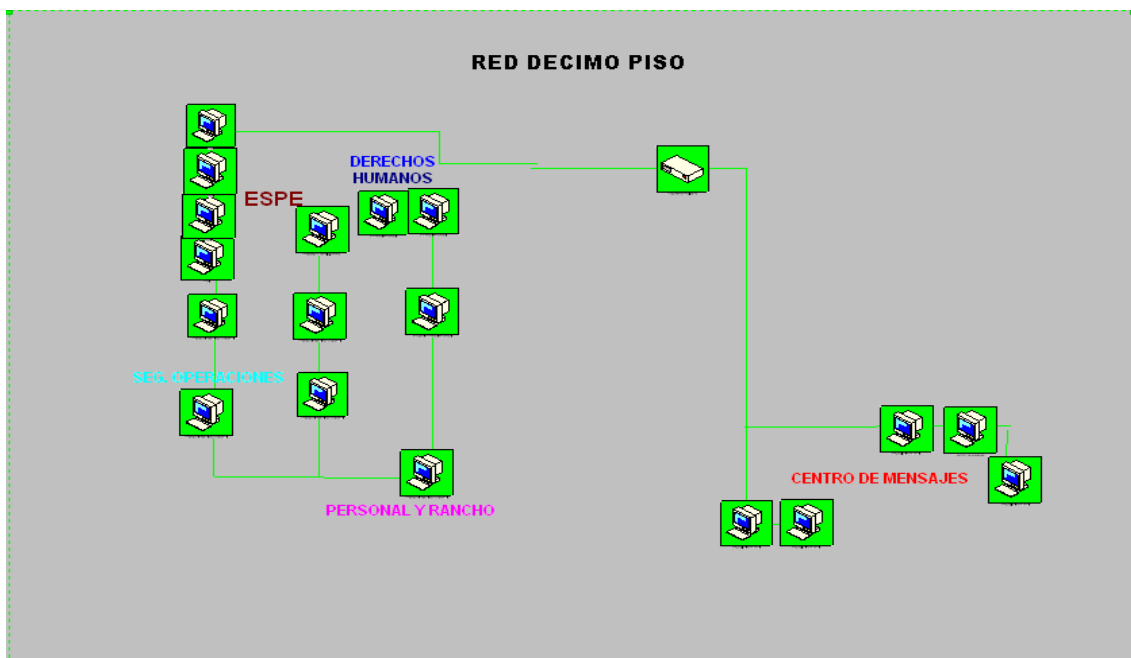 RED DECIMO PISO
DERECHOS
HUMANOS
ESPE
SEG. OPERACIONES
CENTRO DE MENSAJES
PERSONAL Y RANCHO